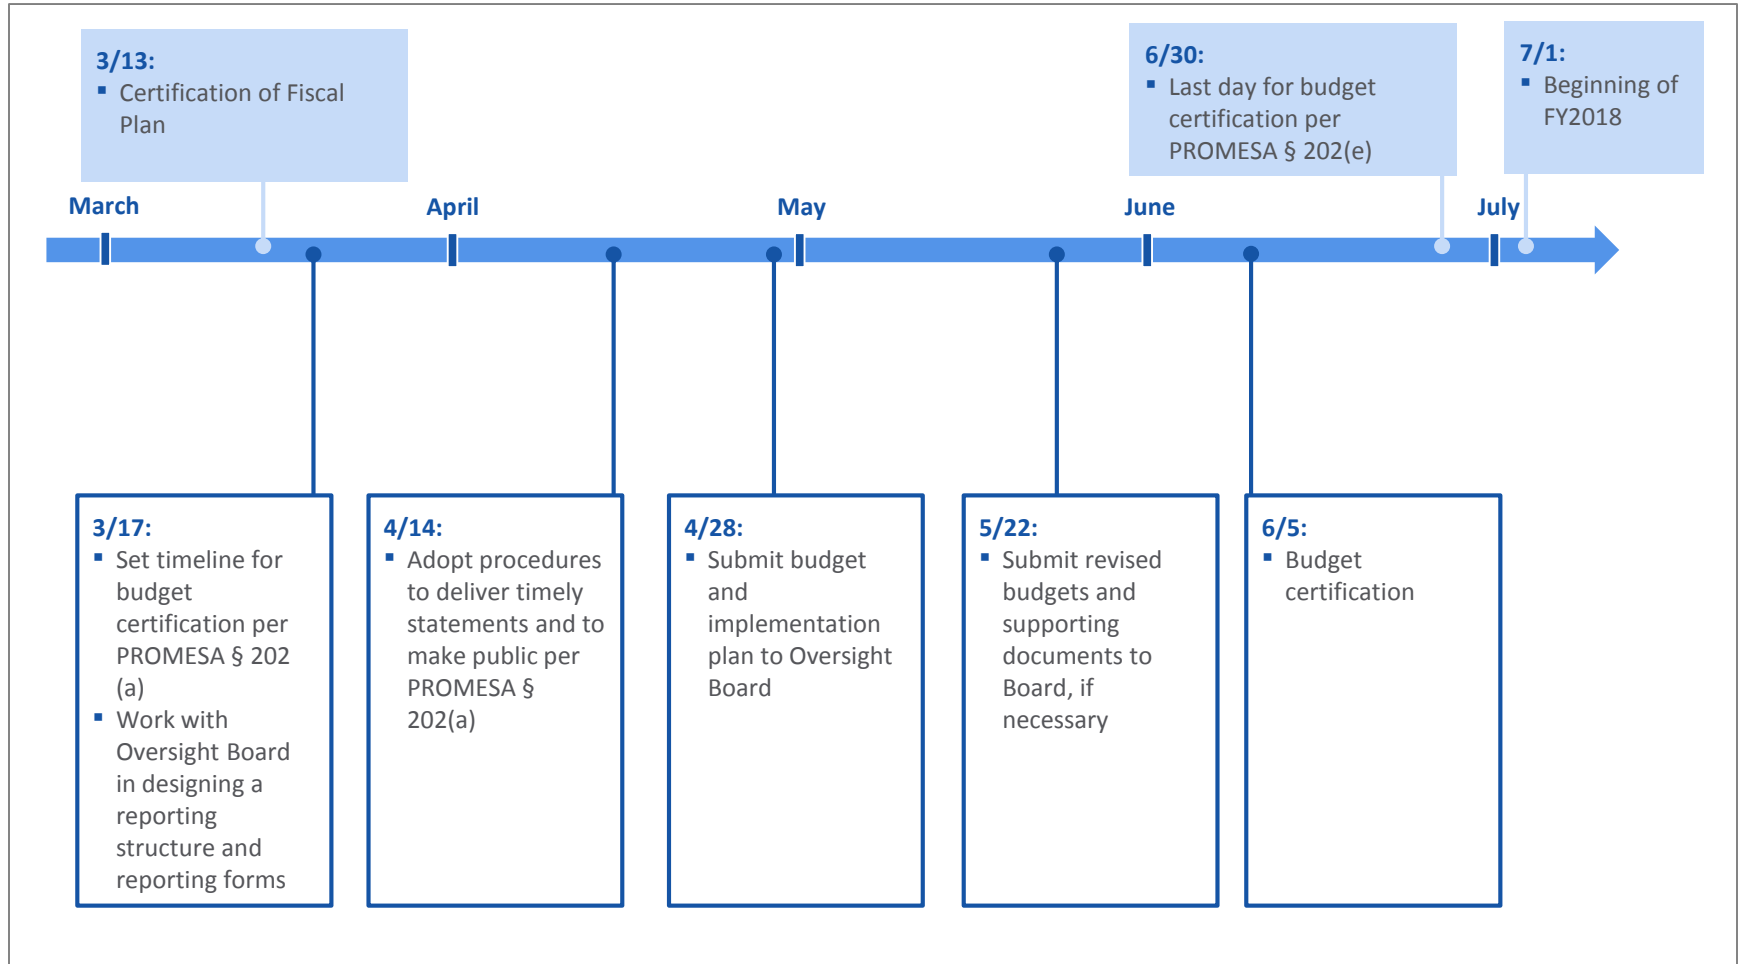 3/13:
▪ Certification of Fiscal
Plan
6/30:
▪ Last day for budget
certification per
PROMESA § 202(e)
7/1:
▪ Beginning of
FY2018
March
April
May
June
July
3/17:
▪ Set timeline for
budget
certification per
PROMESA § 202
(a)
▪ Work with
Oversight Board
in designing a
reporting
structure and
reporting forms
4/14:
▪ Adopt procedures
to deliver timely
statements and to
make public per
PROMESA §
202(a)
4/28:
▪ Submit budget
and
implementation
plan to Oversight
Board
5/22:
▪ Submit revised
budgets and
supporting
documents to
Board, if
necessary
6/5:
▪ Budget
certification